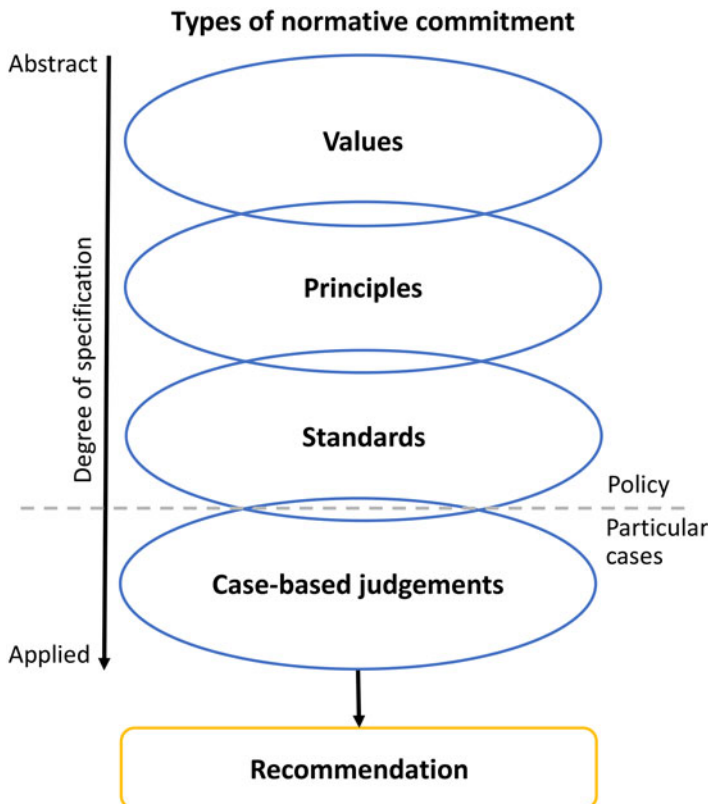 Types of normative commitment
Abstract
Values
Degree of specification
Principles
Standards
Policy
Particular
cases
Case-based judgements
Applied
Recommendation